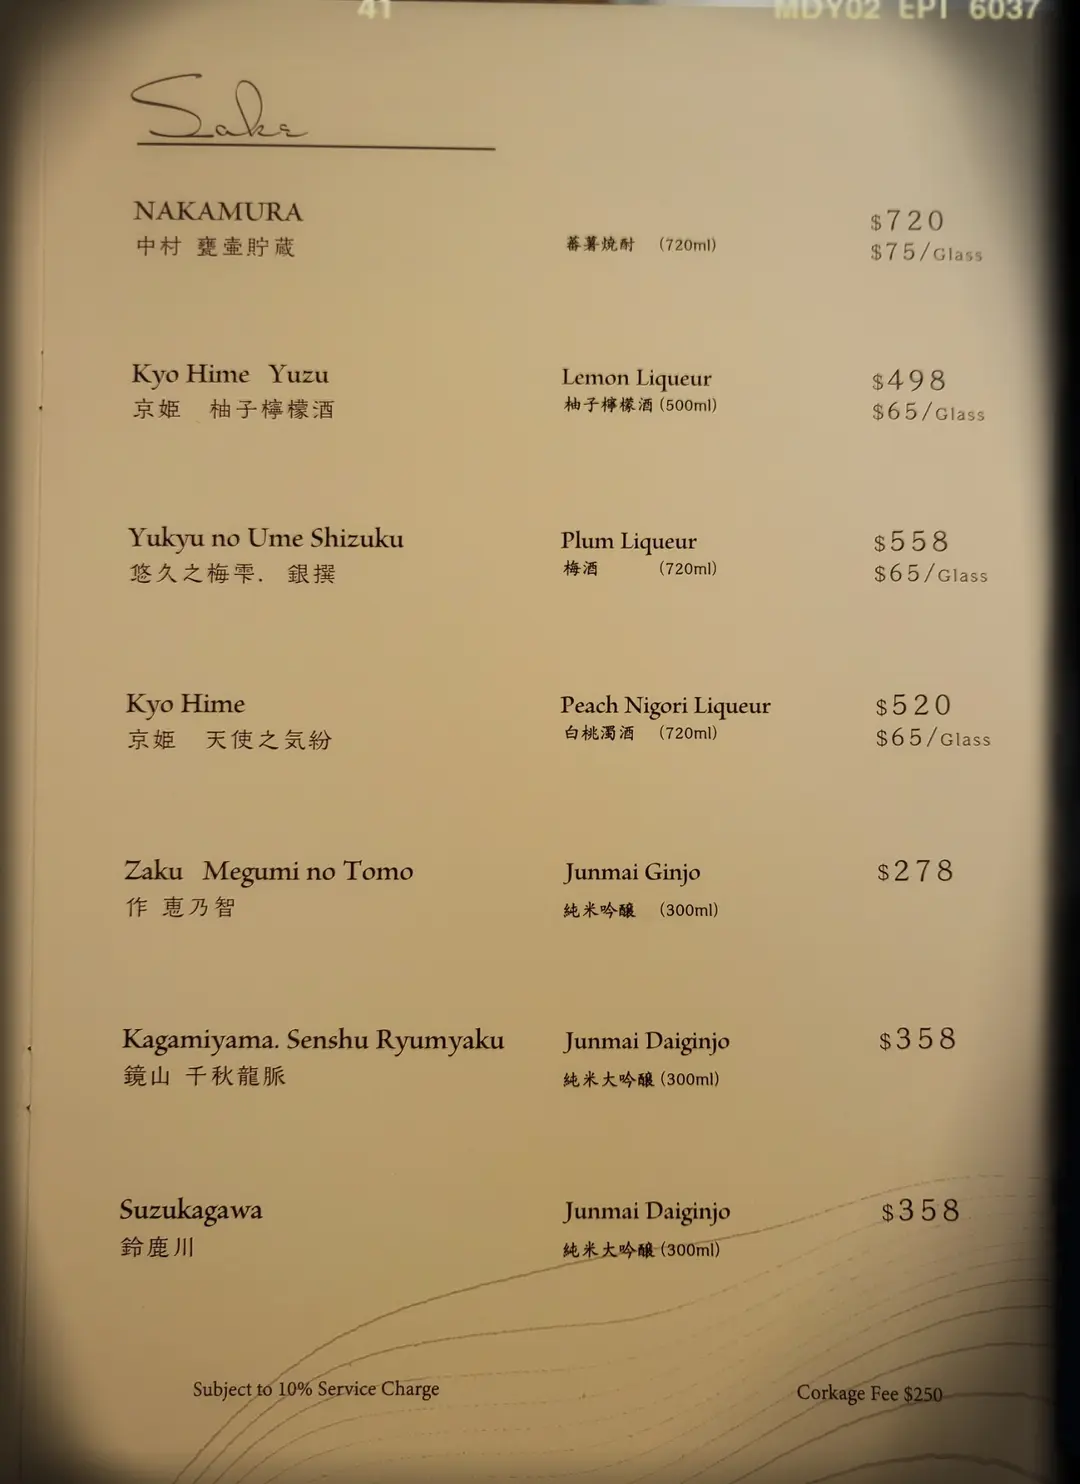 41 MDY02 EPT 6037
Sake
NAKAMURA
中村 甕壷貯蔵
蕃薯焼酎 (720ml)
$720
$75/Glass
Kyo Hime Yuzu
京姫 柚子檸檬酒
Lemon Liqueur
柚子檸檬酒 (500ml)
$498
$65/Glass
Yukyu no Ume Shizuku
悠久之梅雫. 銀撰
Plum Liqueur
梅酒 (720ml)
$558
$65/Glass
Kyo Hime
京姫 天使之気紛
Peach Nigori Liqueur
白桃濁酒 (720ml)
$520
$65/Glass
Zaku Megumi no Tomo
作 恵乃智
Junmai Ginjo
純米吟醸 (300ml)
$278
Kagamiyama. Senshu Ryumyaku
鏡山 千秋龍脈
Junmai Daiginjo
純米大吟醸 (300ml)
$358
Suzukagawa
鈴鹿川
Junmai Daiginjo
純米大吟醸 (300ml)
$358
Subject to 10% Service Charge
Corkage Fee $250